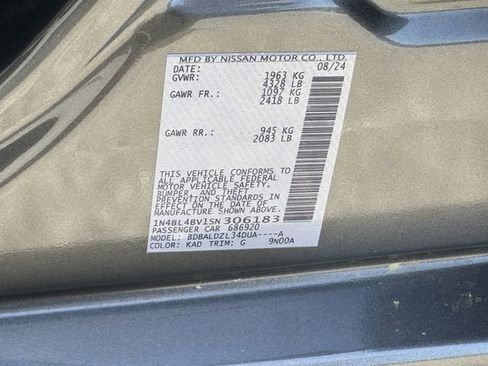 MFD BY NISSAN MOTOR CO., LTD.
DATE: 08/24
GVWR: 1963 KG
4328 LB
GAWR FR.: 1097 KG
2418 LB
GAWR RR.: 945 KG
2083 LB
THIS VEHICLE CONFORMS TO
ALL APPLICABLE FEDERAL
MOTOR VEHICLE SAFETY,
BUMPER, AND THEFT
PREVENTION STANDARDS IN
EFFECT ON THE DATE OF
MANUFACTURE SHOWN ABOVE.
1N4BL4BV1SN306183
PASSENGER CAR 686920
MODEL: BDBALDZL34DUA----A
COLOR: KAD TRIM: G 9N00A